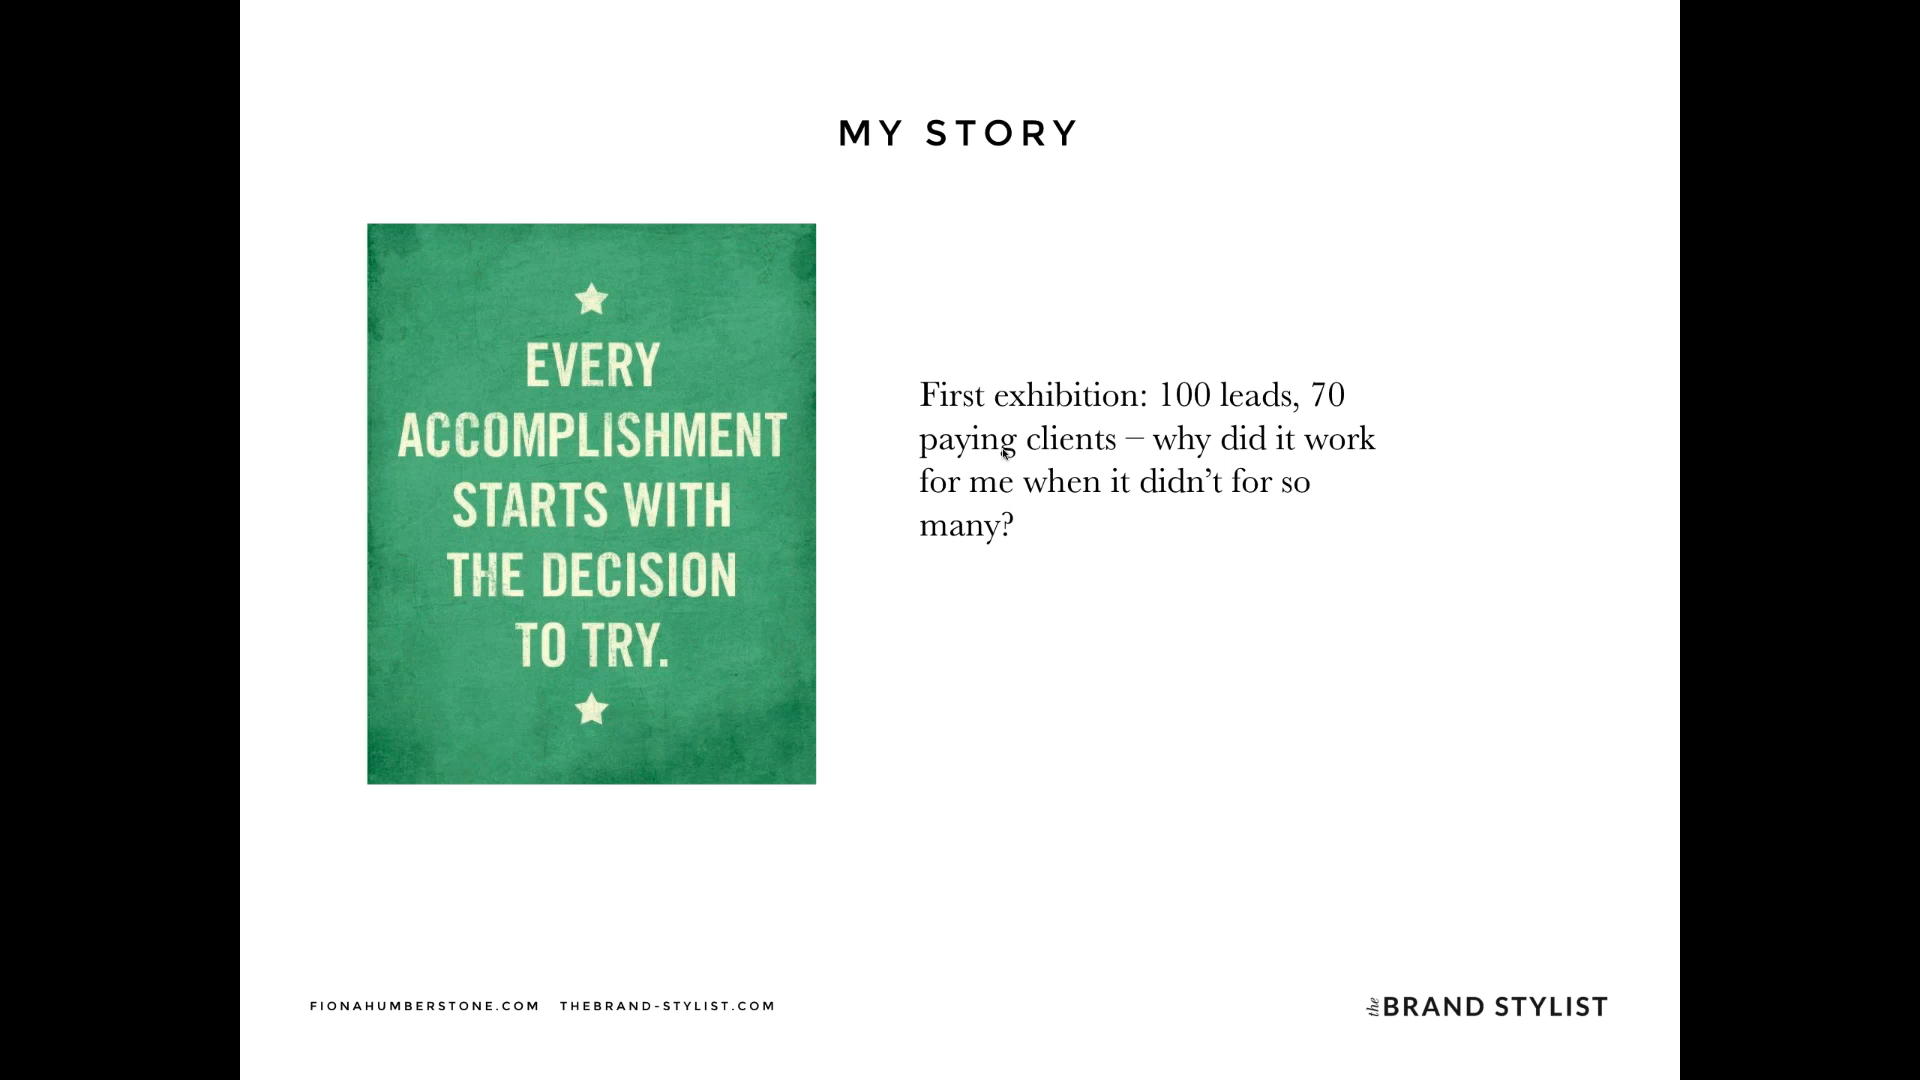 MY STORY
EVERY
ACCOMPLISHMENT
STARTS WITH
THE DECISION
TO TRY.
First exhibition: 100 leads, 70
paying clients – why did it work
for me when it didn’t for so
many?
FIONAHUMBERSTONE.COM THEBRAND-STYLIST.COM
the BRAND STYLIST